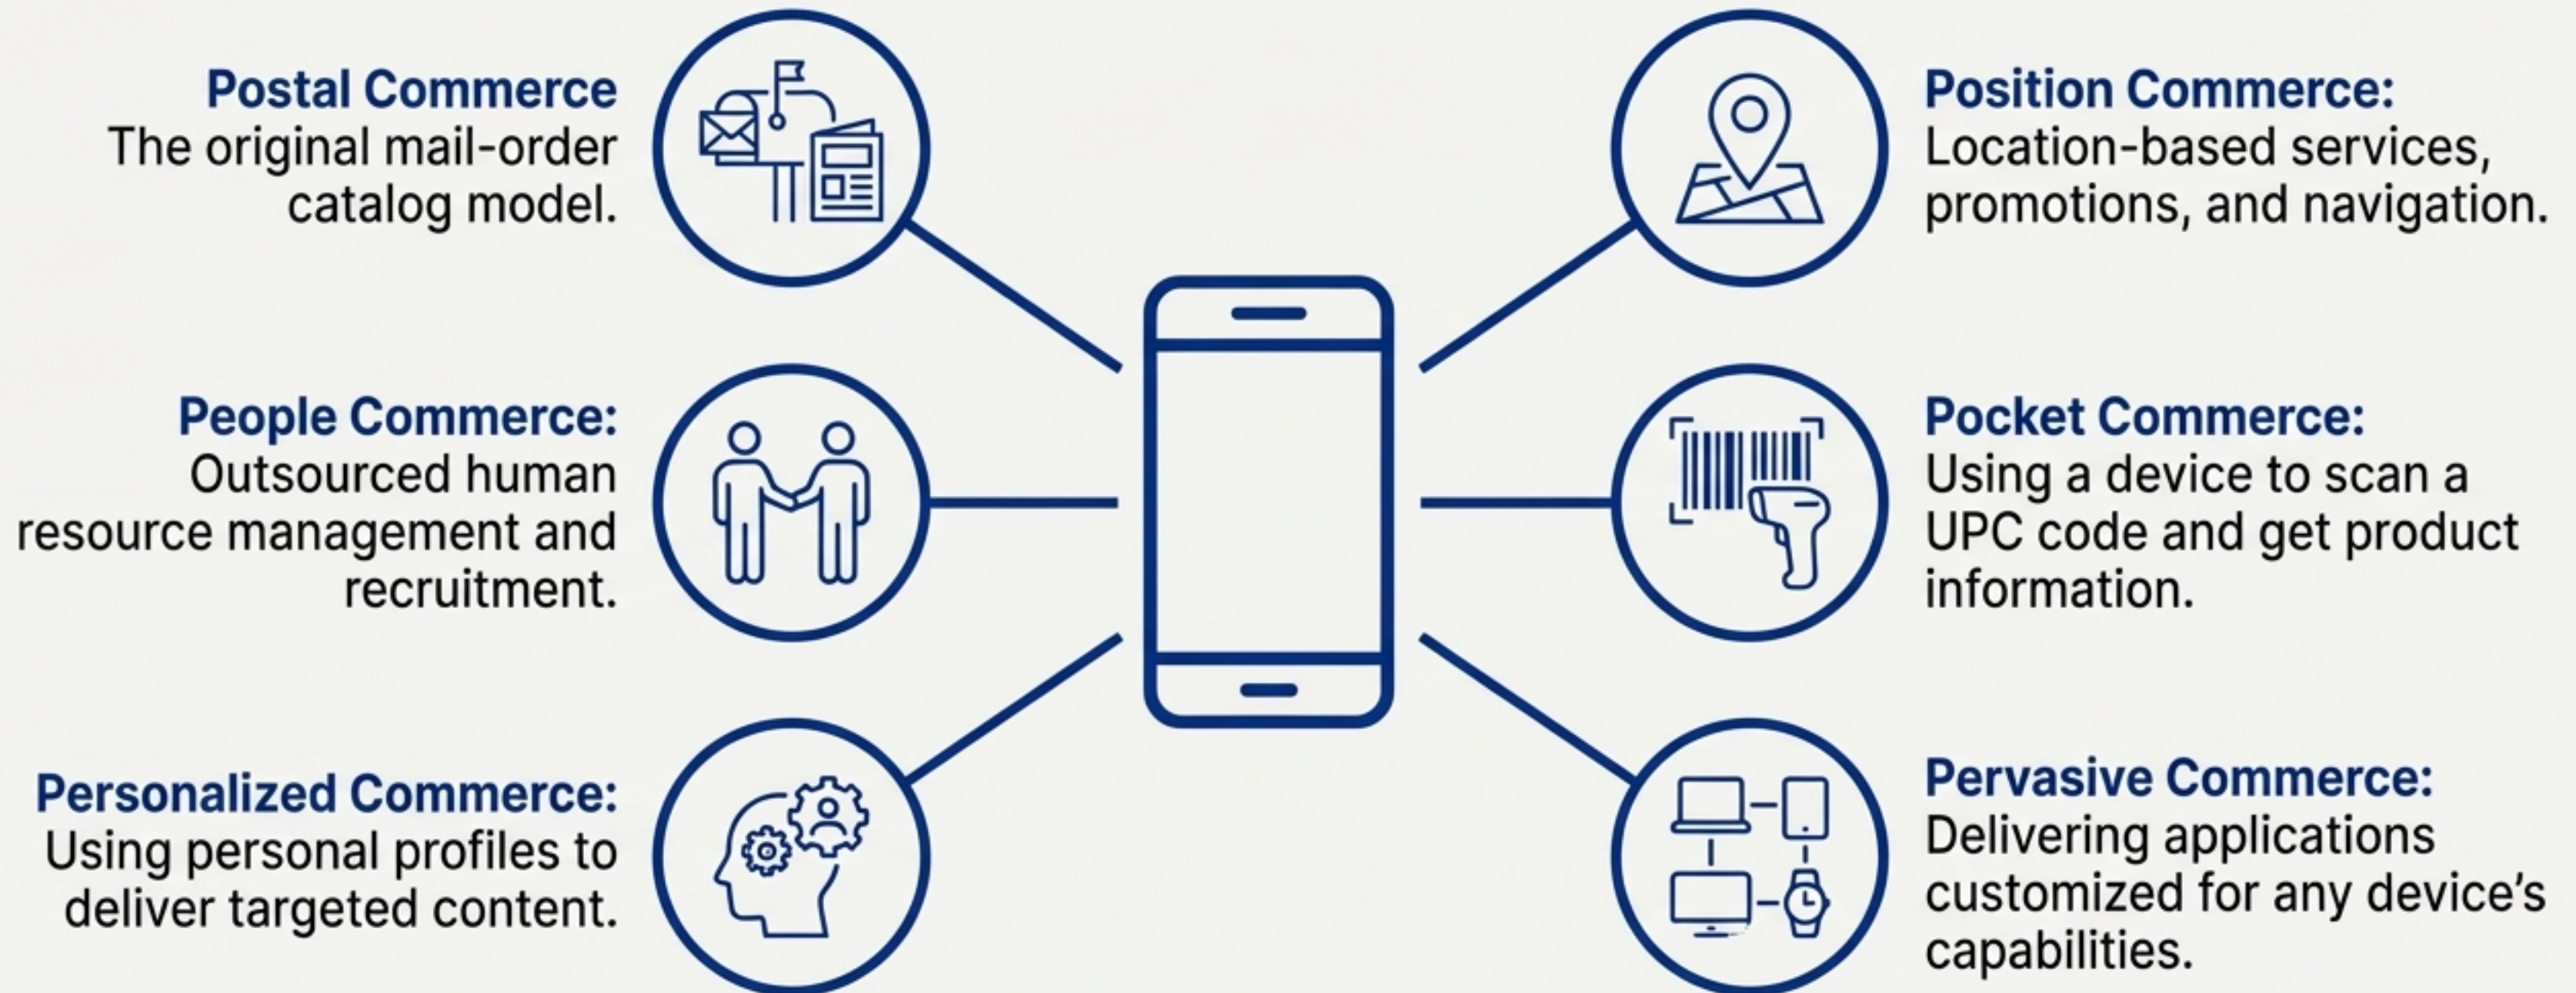 Postal Commerce
The original mail-order
catalog model.
People Commerce:
Outsourced human
resource management and
recruitment.
Personalized Commerce:
Using personal profiles to
deliver targeted content.
Position Commerce:
Location-based services,
promotions, and navigation.
Pocket Commerce:
Using a device to scan a
UPC code and get product
information.
Pervasive Commerce:
Delivering applications
customized for any device’s
capabilities.